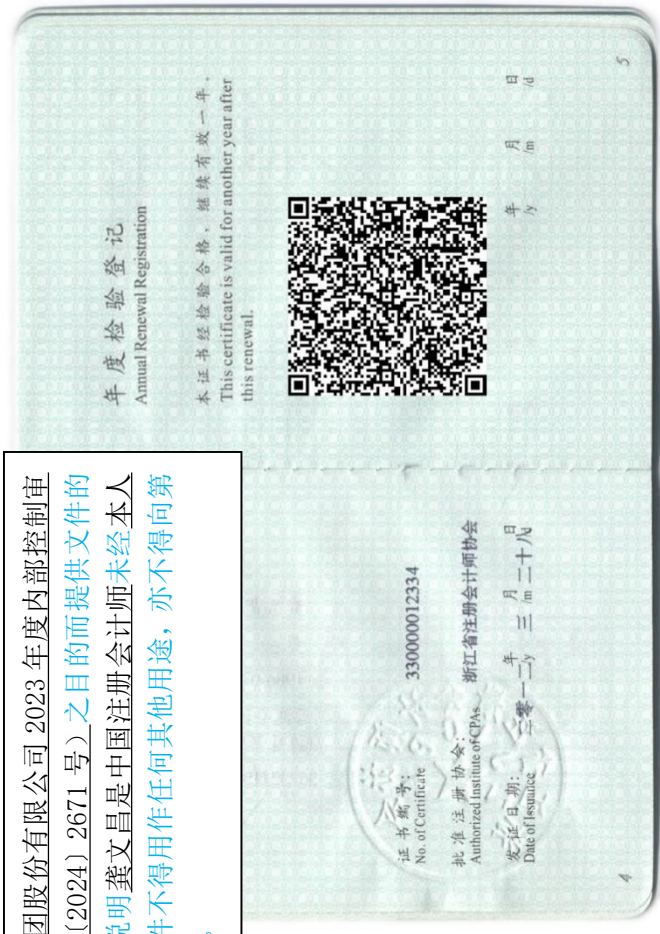 年度检验登记
Annual Renewal Registration
本证书经检验合格，继续有效一年。
This certificate is valid for another year after
this renewal.
年 月 日
/y /m /d
5
证书编号: 330000012334
No. of Certificate
批准注册协会: 浙江省注册会计师协会
Authorized Institute of CPAs
发证日期: 二零一二年 三 月 二十八日
Date of Issuance /y /m /d
4
团股份有限公司 2023 年度内部控制审
〔2024〕2671 号）之目的而提供文件的
说明龚文昌是中国注册会计师未经本人
件不得用作任何其他用途，亦不得向第
。